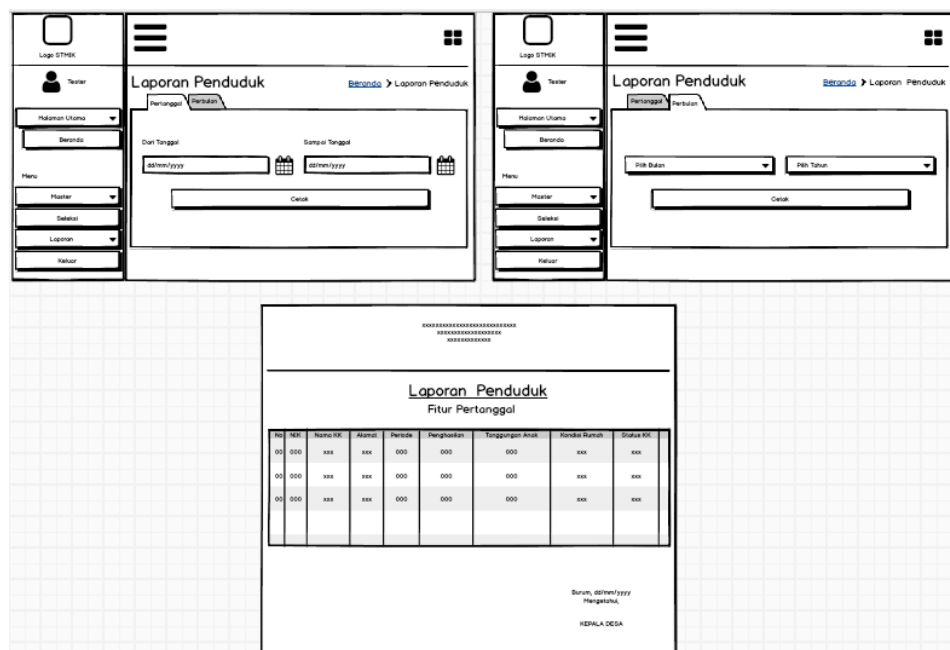 Logo STMIK
Tester
Halaman Utama
Beranda
Menu
Master
Seleksi
Laporan
Keluar
Laporan Penduduk
Beranda > Laporan Penduduk
Pertanggal Perbulan
Dari Tanggal Sampai Tanggal
dd/mm/yyyy dd/mm/yyyy
Cetak
Logo STMIK
Tester
Halaman Utama
Beranda
Menu
Master
Seleksi
Laporan
Keluar
Laporan Penduduk
Beranda > Laporan Penduduk
Pertanggal Perbulan
Pilih Bulan Pilih Tahun
Cetak
xxxxxxxxxxxxxxxxxxxxxxxxxxxx
xxxxxxxxxxxxxxxxxxx
xxxxxxxxxxxxx
Laporan Penduduk
Fitur Pertanggal
No NIK Nama KK Alamat Periode Penghasilan Tanggungan Anak Kondisi Rumah Status KK
00 000 xxx xxx 000 000 000 xxx xxx
000 xxx xxx 000 000 000 xxx xxx
00 000 xxx xxx 000 000 000 xxx xxx
Burum, dd/mm/yyyy
Mengetahui,
KEPALA DESA